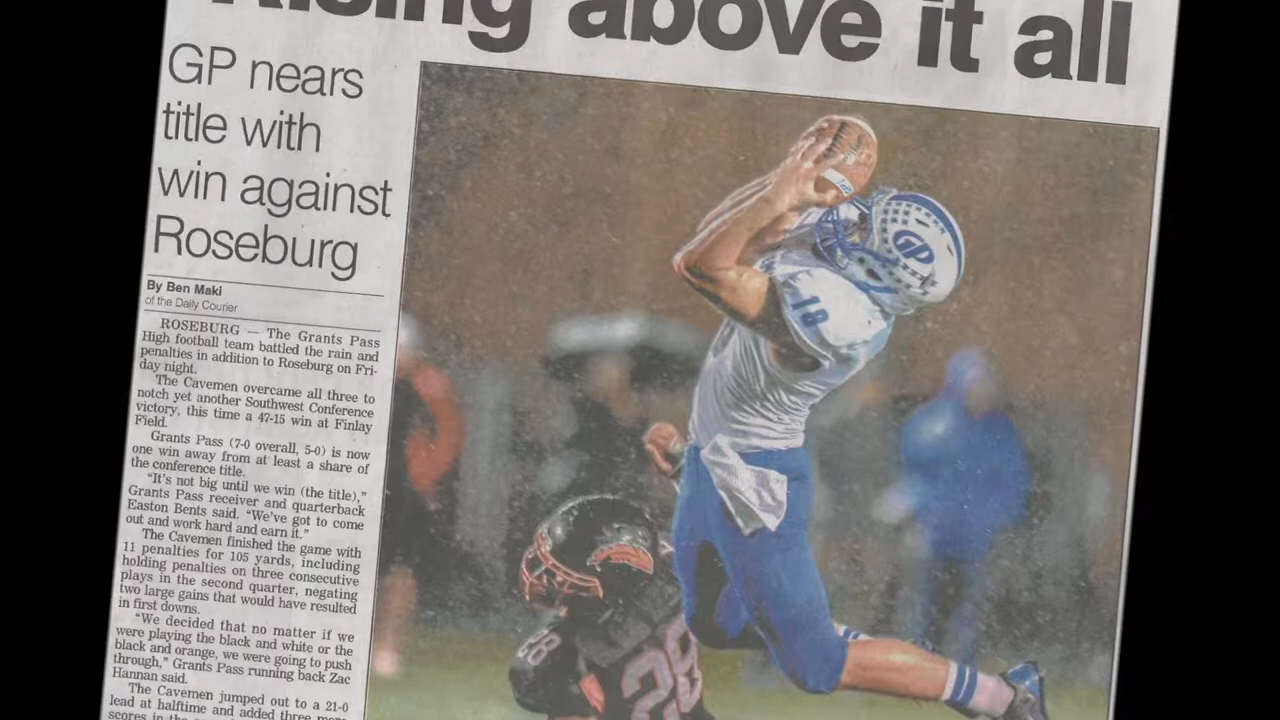 Rising above it all
GP nears
title with
win against
Roseburg
By Ben Maki
of the Daily Courier
ROSEBURG — The Grants Pass
High football team battled the rain and
penalties in addition to Roseburg on Fri-
day night.
The Cavemen overcame all three to
notch yet another Southwest Conference
victory, this time a 47-15 win at Finlay
Field.
Grants Pass (7-0 overall, 5-0) is now
one win away from at least a share of
the conference title.
“It’s not big until we win (the title),”
Grants Pass receiver and quarterback
Easton Bents said. “We’ve got to come
out and work hard and earn it.”
The Cavemen finished the game with
11 penalties for 105 yards, including
holding penalties on three consecutive
plays in the second quarter, negating
two large gains that would have resulted
in first downs.
“We decided that no matter if we
were playing the black and white or the
black and orange, we were going to push
through,” Grants Pass running back Zac
Hannan said.
The Cavemen jumped out to a 21-0
lead at halftime and added three more
scores in the
GP
18
28
28